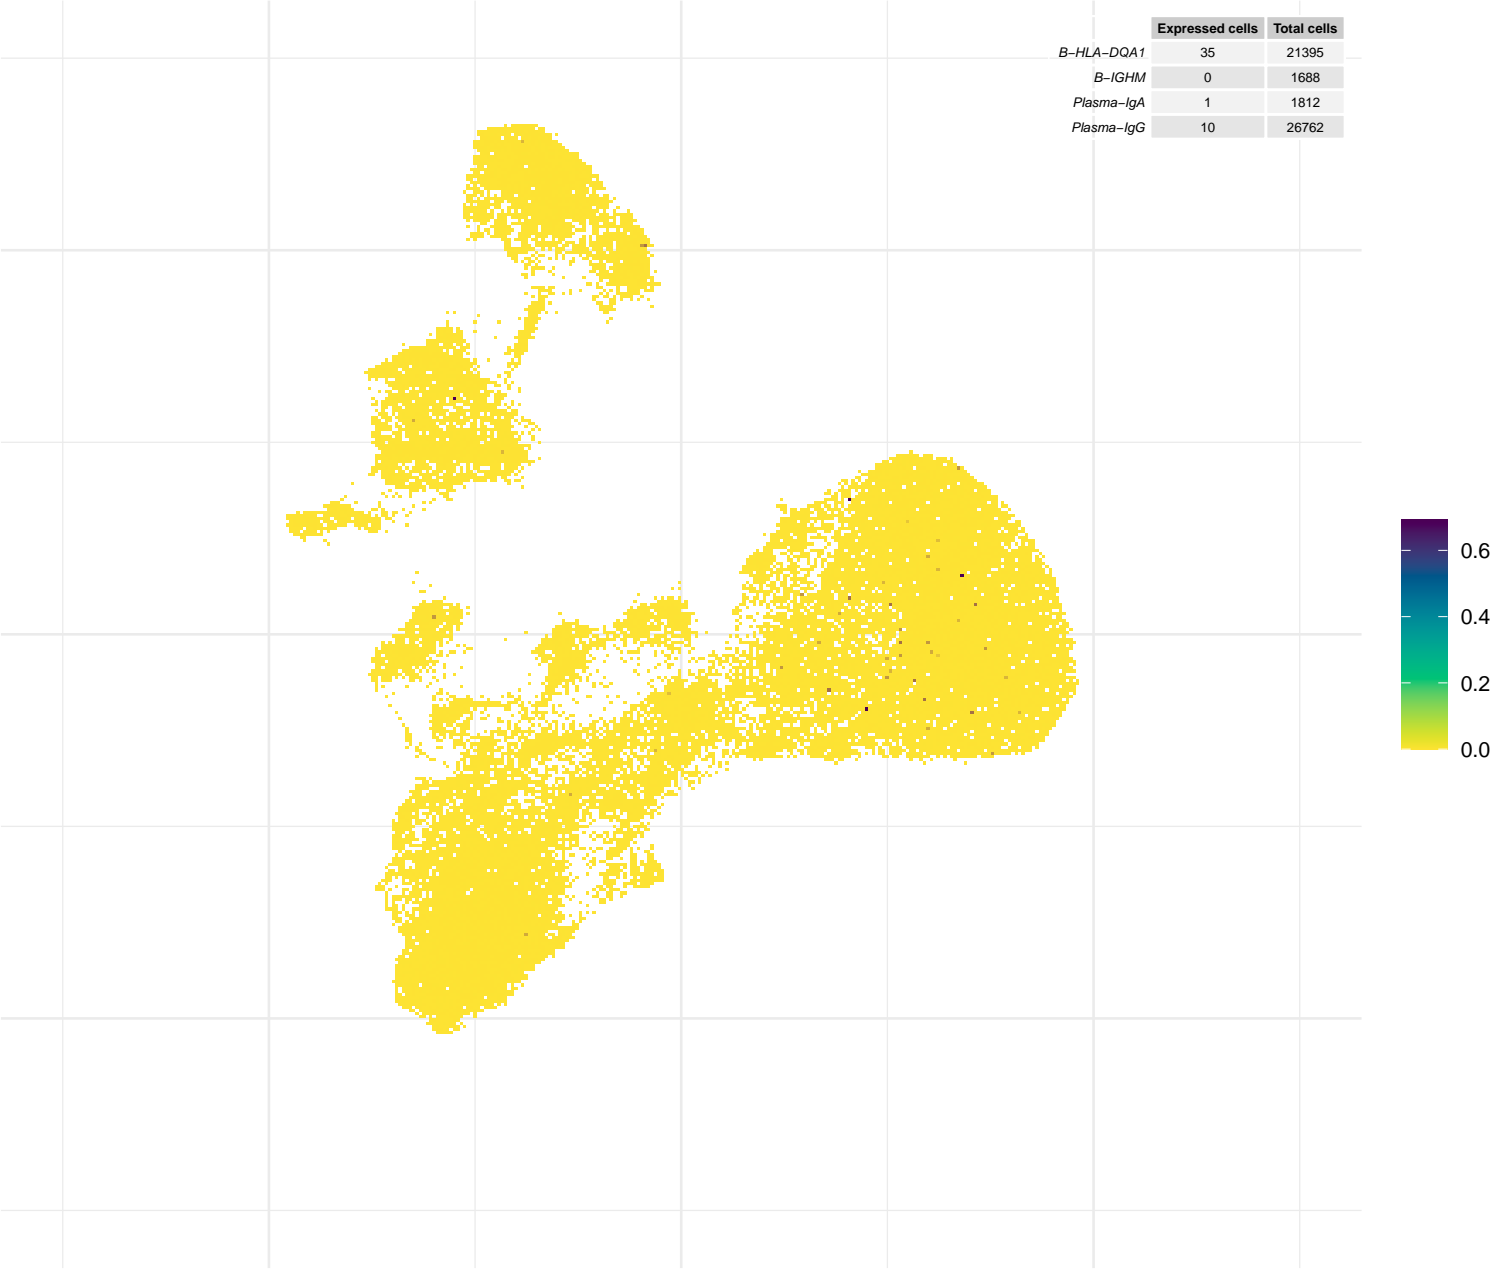 Expressed cells Total cells
B−HLA−DQA1 35 21395
B−IGHM 0 1688
Plasma−IgA 1 1812
Plasma−IgG 10 26762
0.6
0.4
0.2
0.0